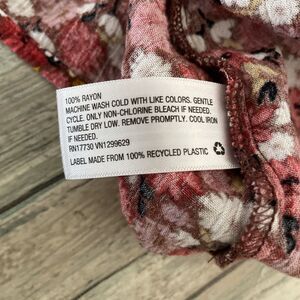 100% RAYON
MACHINE WASH COLD WITH LIKE COLORS. GENTLE
CYCLE. ONLY NON-CHLORINE BLEACH IF NEEDED.
TUMBLE DRY LOW. REMOVE PROMPTLY. COOL IRON
IF NEEDED.
RN17730 VN1299629
LABEL MADE FROM 100% RECYCLED PLASTIC